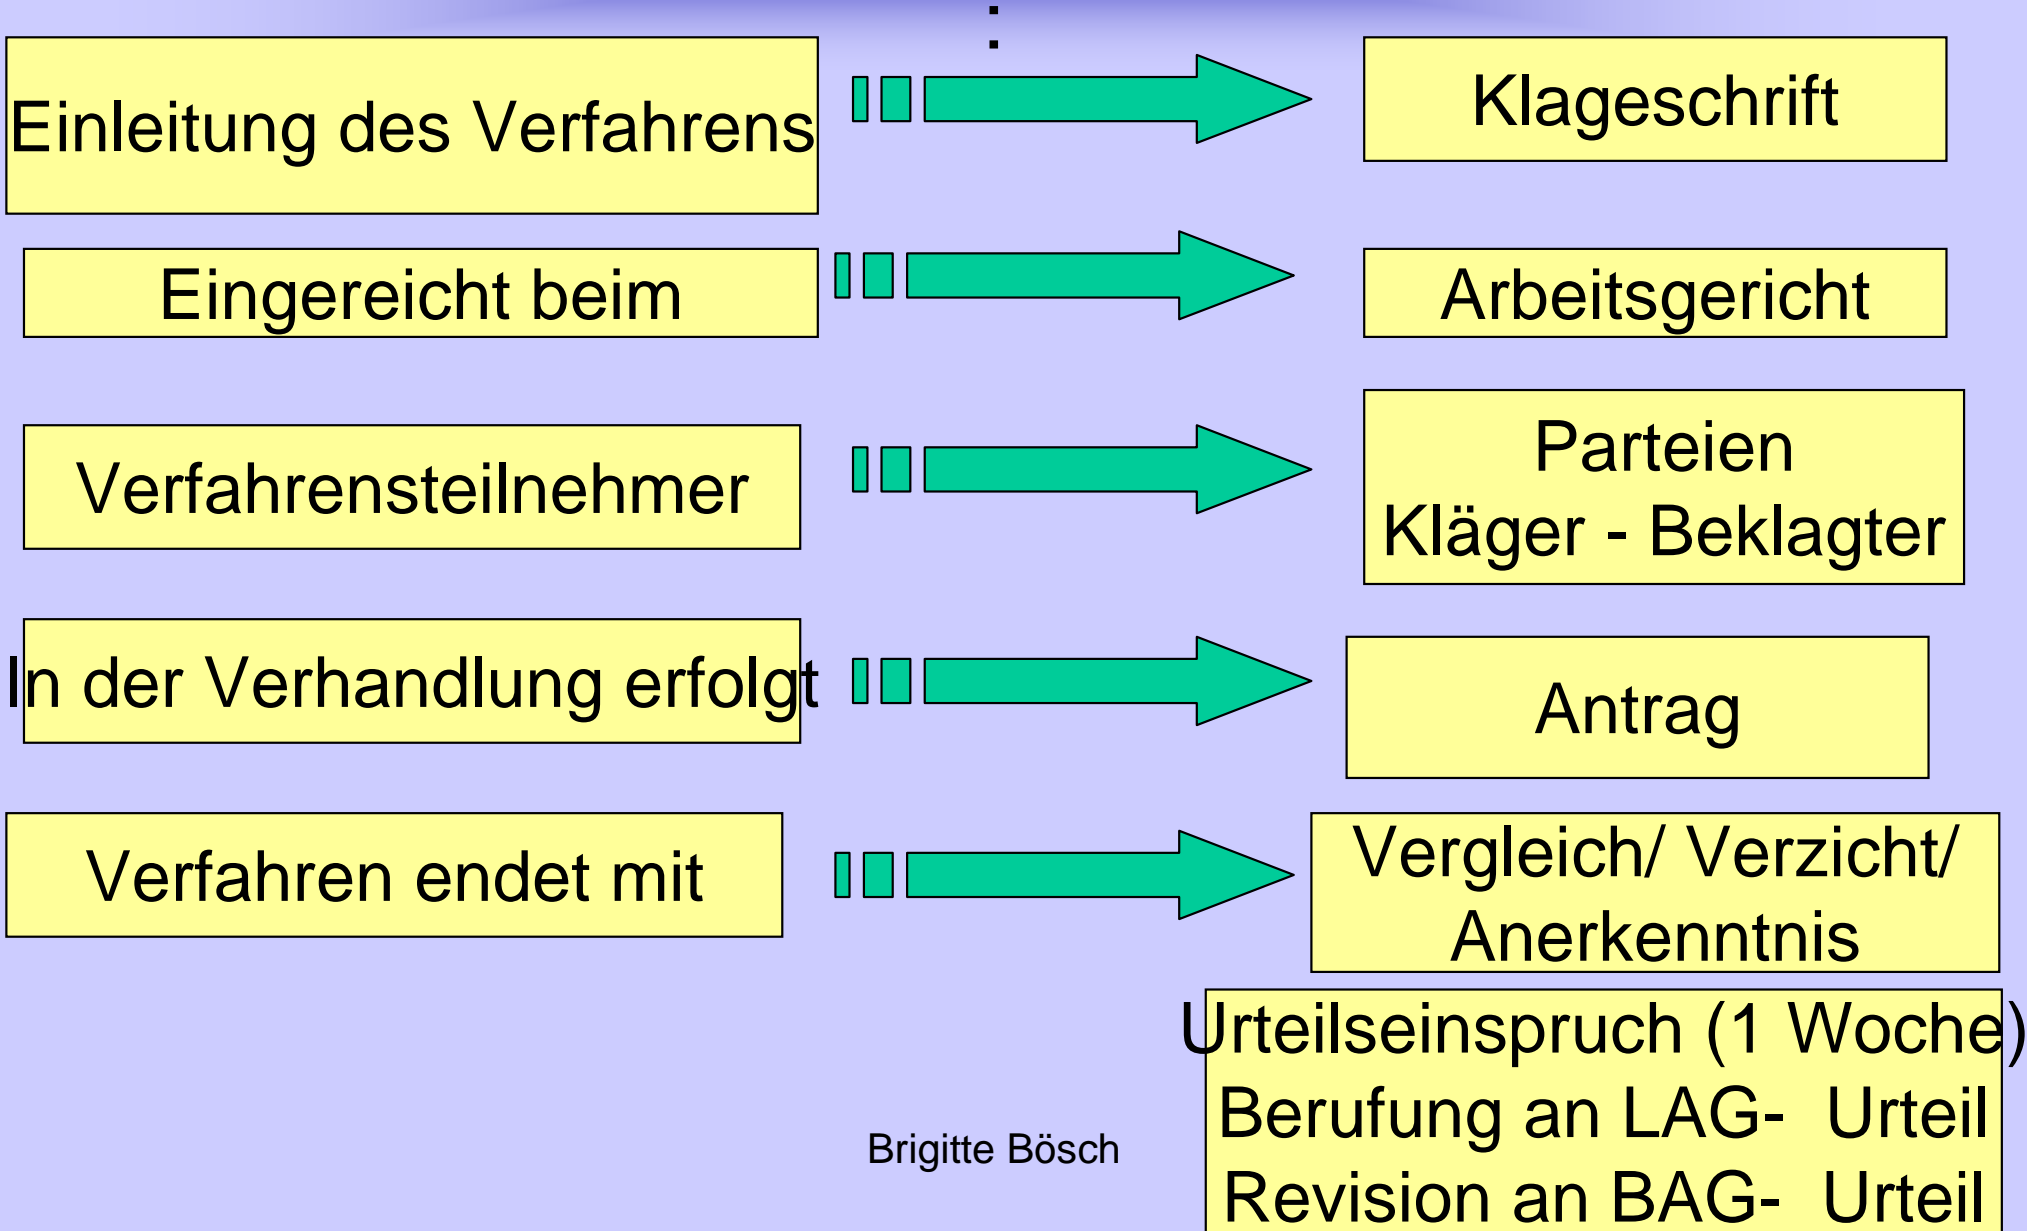 :
Einleitung des Verfahrens
Klageschrift
Eingereicht beim
Arbeitsgericht
Verfahrensteilnehmer
Parteien
Kläger - Beklagter
In der Verhandlung erfolgt
Antrag
Verfahren endet mit
Vergleich/ Verzicht/
Anerkenntnis
Urteilseinspruch (1 Woche)
Berufung an LAG- Urteil
Revision an BAG- Urteil
Brigitte Bösch